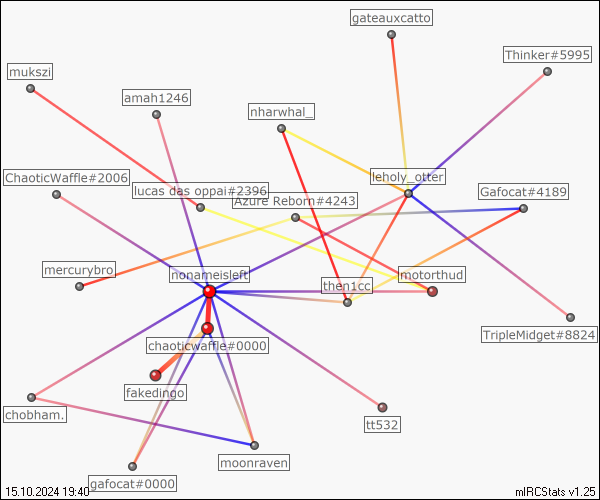 gateauxcatto
Thinker#5995
mukszi
amah1246
nharwhal_
ChaoticWaffle#2006
leholy_otter
lucas das oppai#2396
Azure Reborn#4243
Gafocat#4189
mercurybro
nonameisleft
then1cc
motorthud
TripleMidget#8824
chaoticwaffle#0000
fakedingo
chobham.
tt532
moonraven
gafocat#0000
15.10.2024 19:40
mIRCStats v1.25